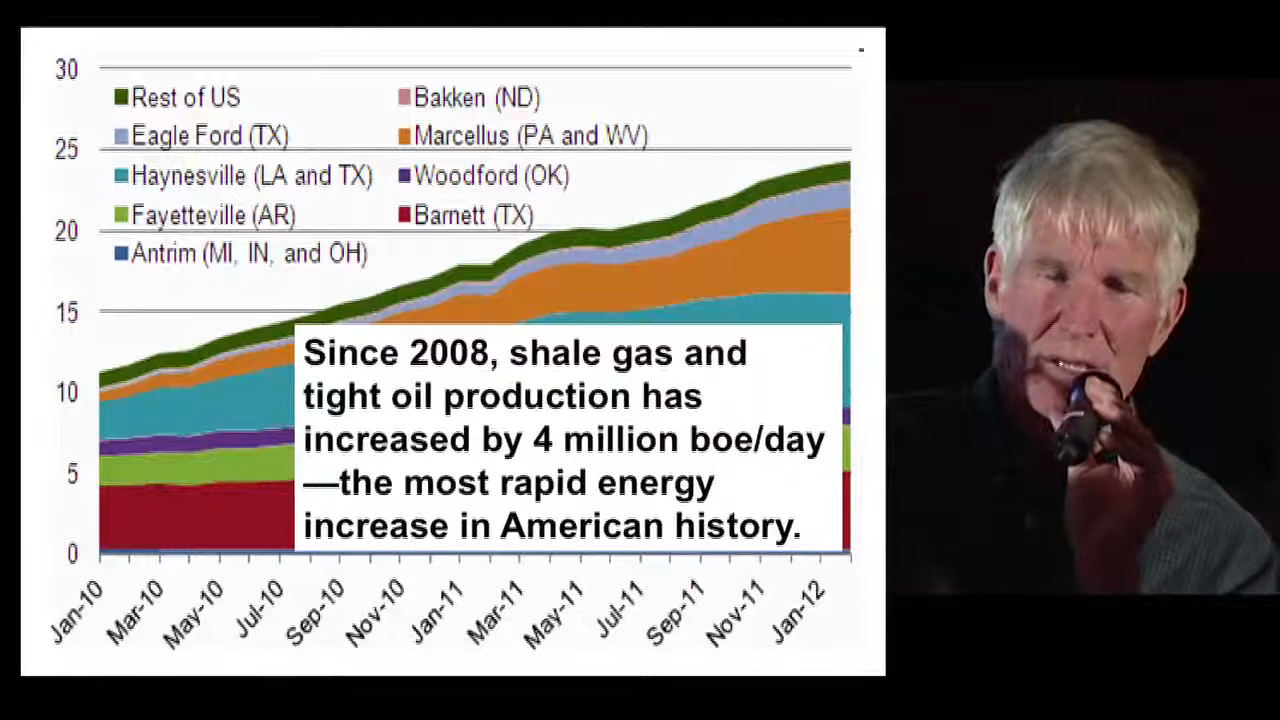 30
25
20
15
10
5
0
Rest of US
Bakken (ND)
Eagle Ford (TX)
Marcellus (PA and WV)
Haynesville (LA and TX)
Woodford (OK)
Fayetteville (AR)
Barnett (TX)
Antrim (MI, IN, and OH)
Since 2008, shale gas and
tight oil production has
increased by 4 million boe/day
—the most rapid energy
increase in American history.
Jan-10
Mar-10
May-10
Jul-10
Sep-10
Nov-10
Jan-11
Mar-11
May-11
Jul-11
Sep-11
Nov-11
Jan-12